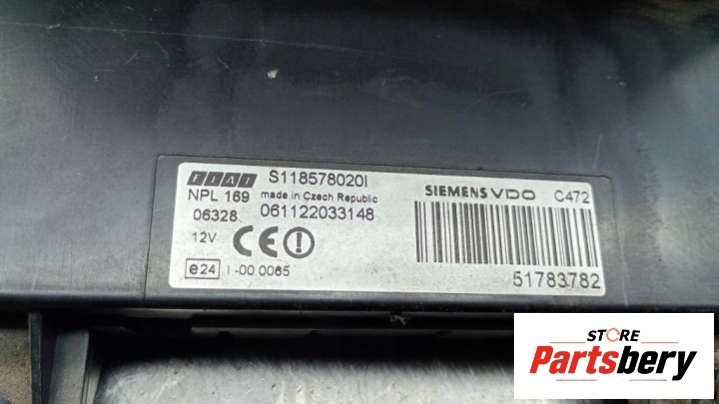 FIAT S118578020I
NPL 169 made in Czech Republic
06328 061122033148
12V CE
e24 I-00.0065
SIEMENS VDO C472
51783782
STORE
Partsbery